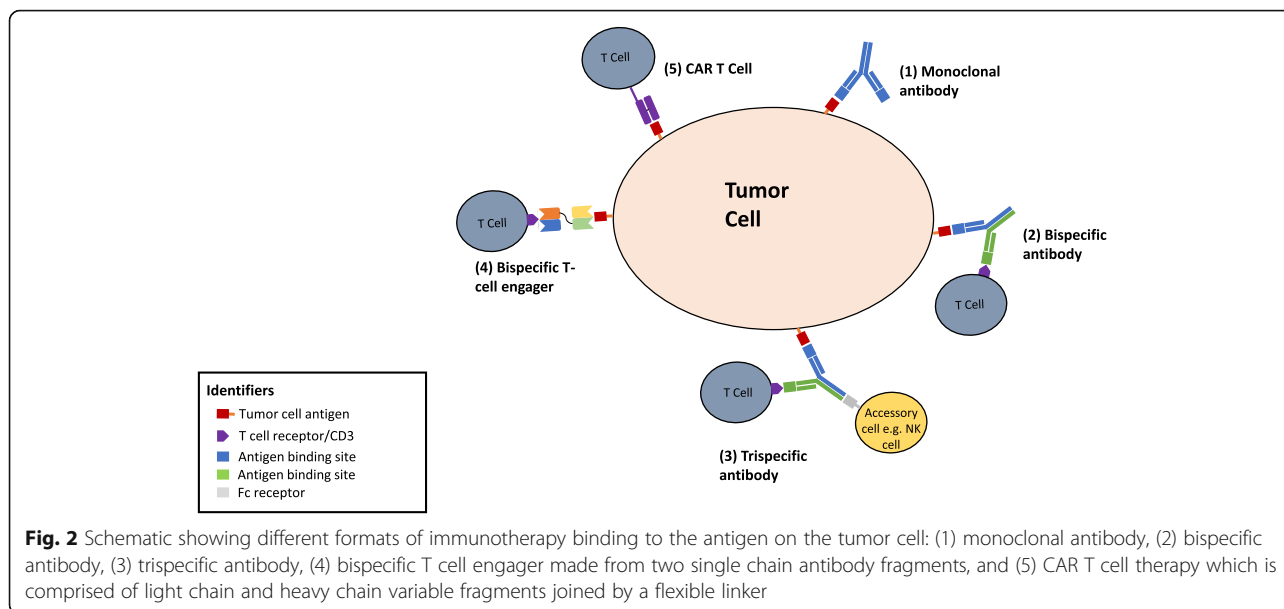 T Cell
(5) CAR T Cell
(1) Monoclonal
antibody
Tumor
Cell
T Cell
(4) Bispecific T-
cell engager
(2) Bispecific
antibody
T Cell
T Cell
Accessory
cell e.g. NK
cell
(3) Trispecific
antibody
Identifiers
Tumor cell antigen
T cell receptor/CD3
Antigen binding site
Antigen binding site
Fc receptor
Fig. 2 Schematic showing different formats of immunotherapy binding to the antigen on the tumor cell: (1) monoclonal antibody, (2) bispecific
antibody, (3) trispecific antibody, (4) bispecific T cell engager made from two single chain antibody fragments, and (5) CAR T cell therapy which is
comprised of light chain and heavy chain variable fragments joined by a flexible linker